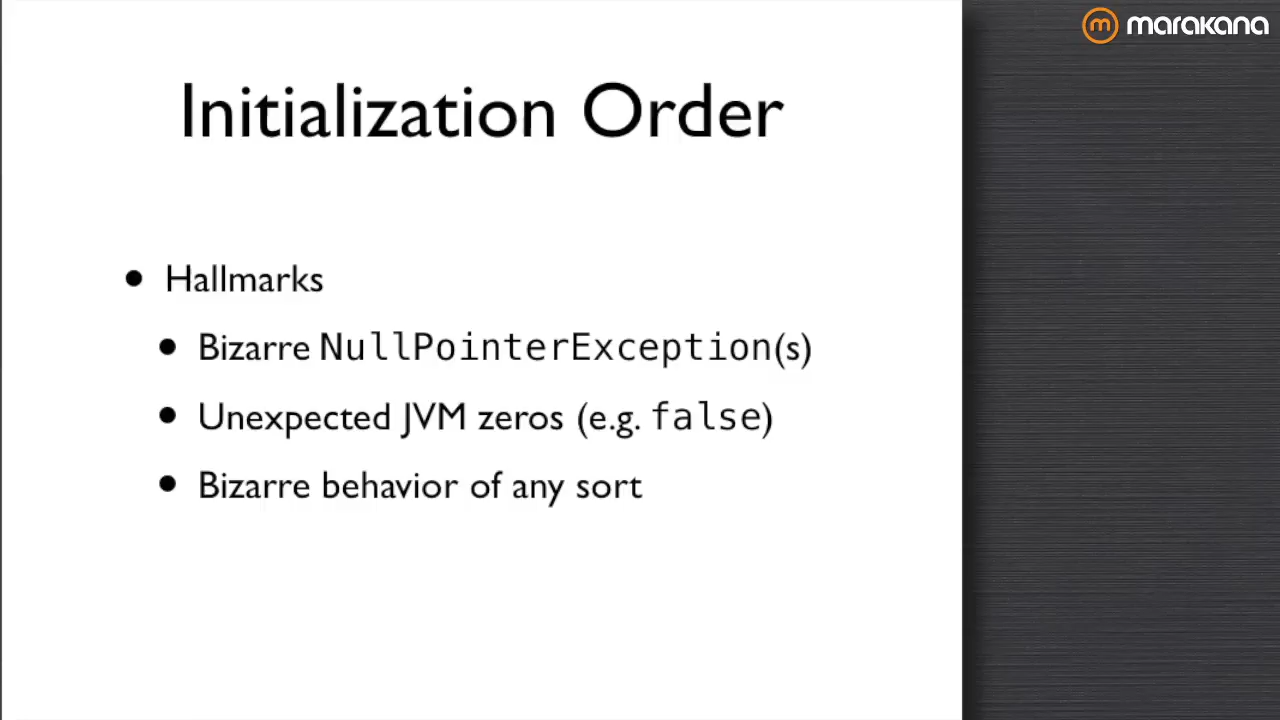 marakana
Initialization Order
• Hallmarks
• Bizarre NullPointerException(s)
• Unexpected JVM zeros (e.g. false)
• Bizarre behavior of any sort